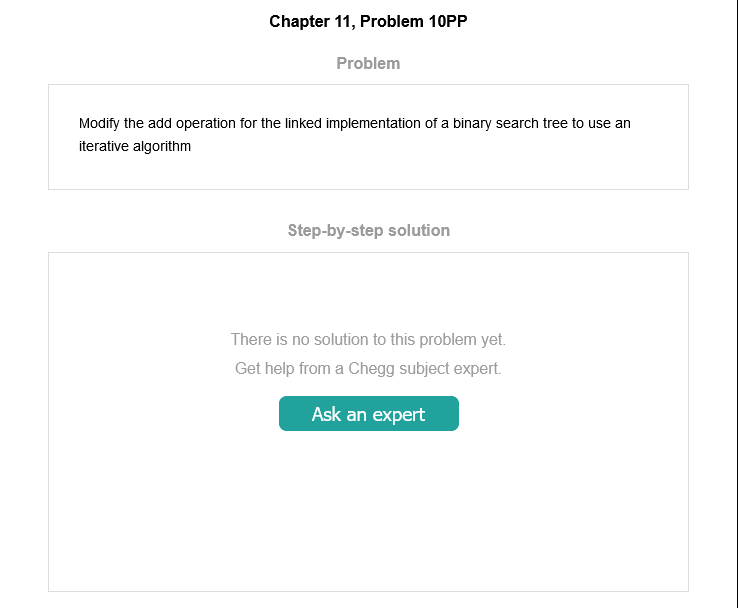 Chapter 11, Problem 10PP
Problem
Modify the add operation for the linked implementation of a binary search tree to use an
iterative algorithm
Step-by-step solution
There is no solution to this problem yet.
Get help from a Chegg subject expert.
Ask an expert